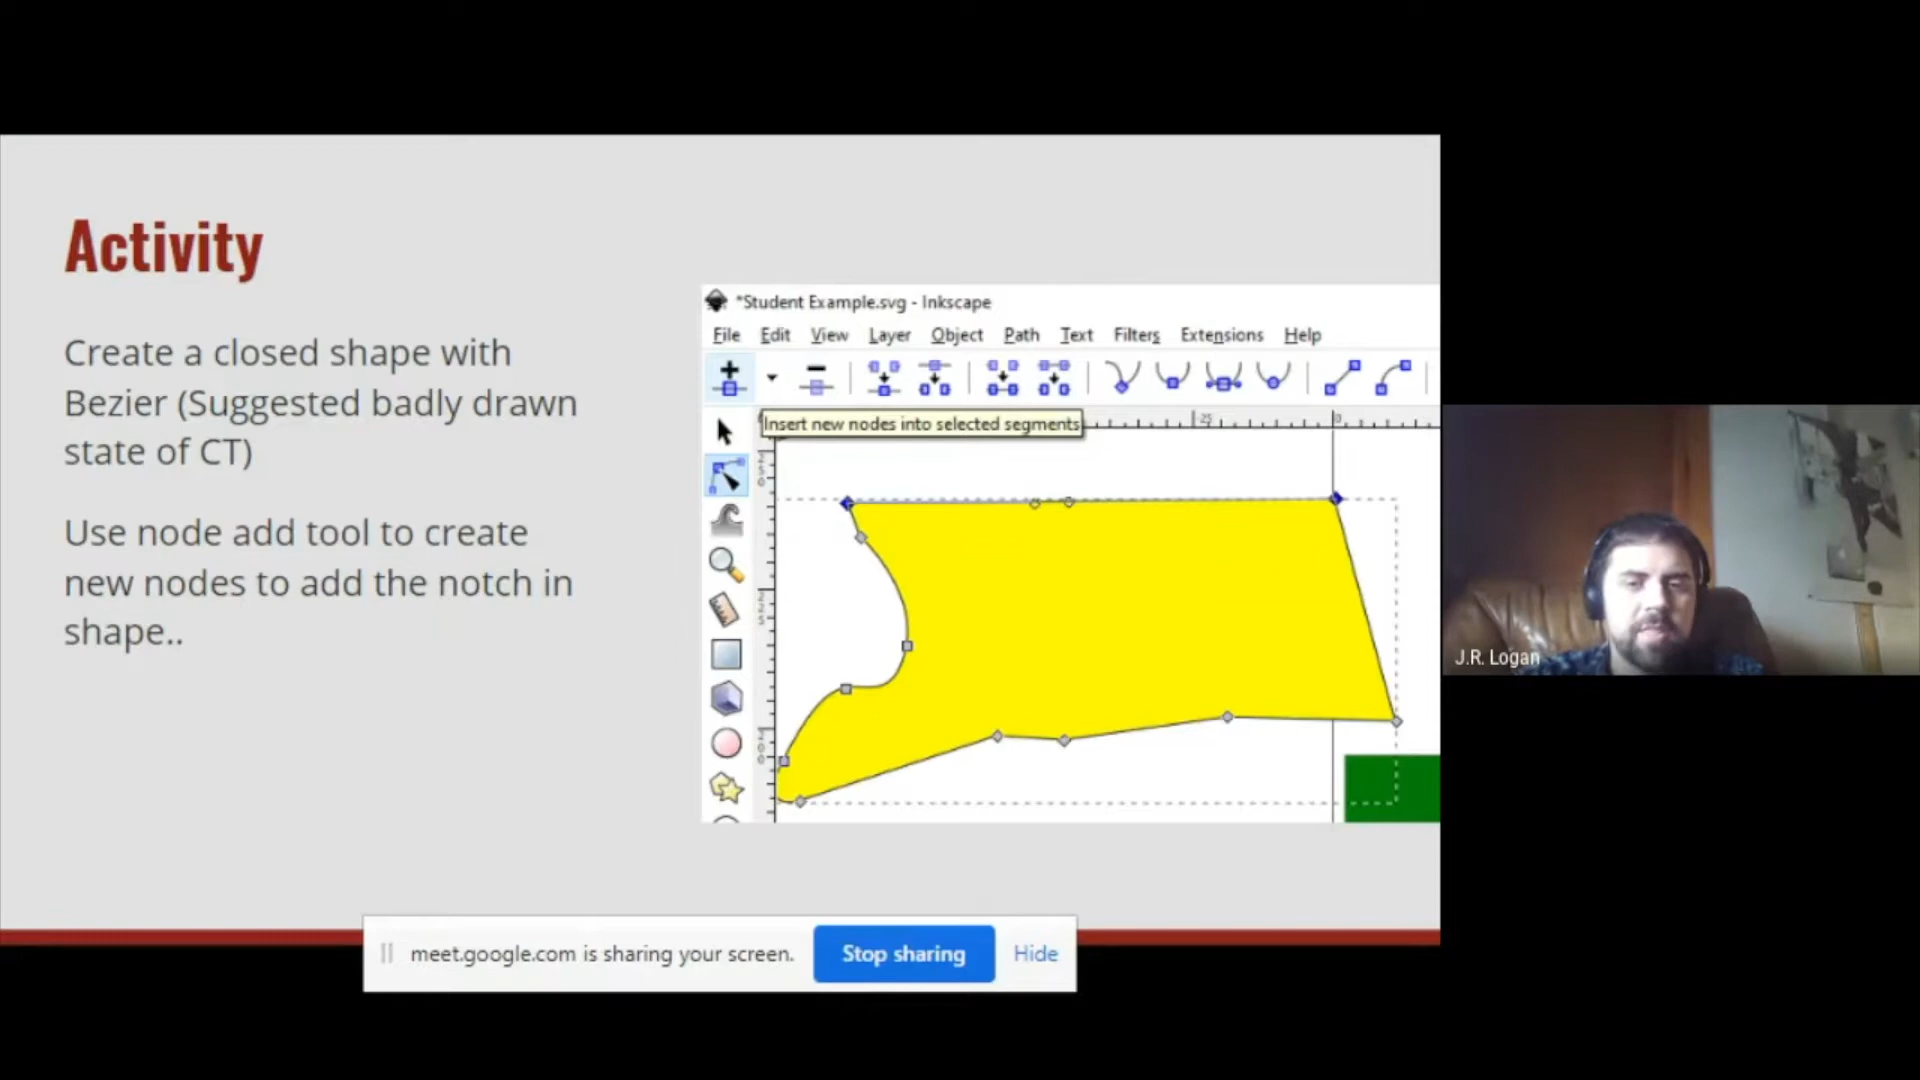 Activity
Create a closed shape with
Bezier (Suggested badly drawn
state of CT)
Use node add tool to create
new nodes to add the notch in
shape..
*Student Example.svg - Inkscape
File Edit View Layer Object Path Text Filters Extensions Help
Insert new nodes into selected segments
-25
0
J.R. Logan
meet.google.com is sharing your screen.
Stop sharing
Hide